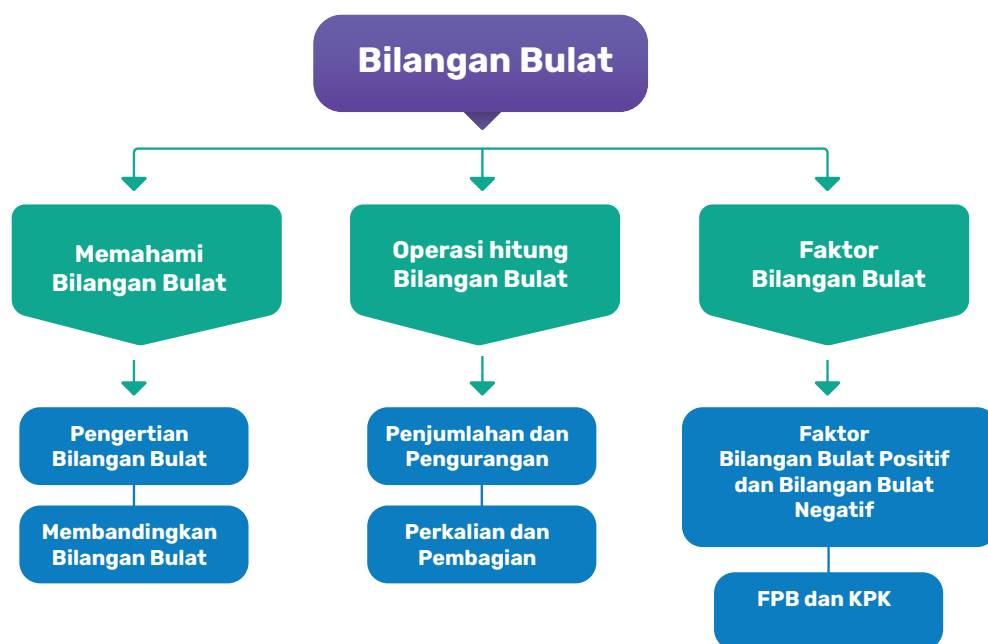 Bilangan Bulat
Memahami
Bilangan Bulat
Operasi hitung
Bilangan Bulat
Faktor
Bilangan Bulat
Pengertian
Bilangan Bulat
Membandingkan
Bilangan Bulat
Penjumlahan dan
Pengurangan
Perkalian dan
Pembagian
Faktor
Bilangan Bulat Positif
dan Bilangan Bulat
Negatif
FPB dan KPK